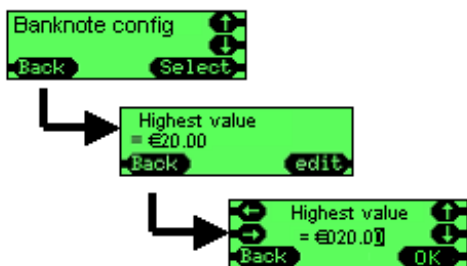 Banknote config
Back Select
Highest value
= €20.00
Back edit
Highest value
= €020.00
Back OK